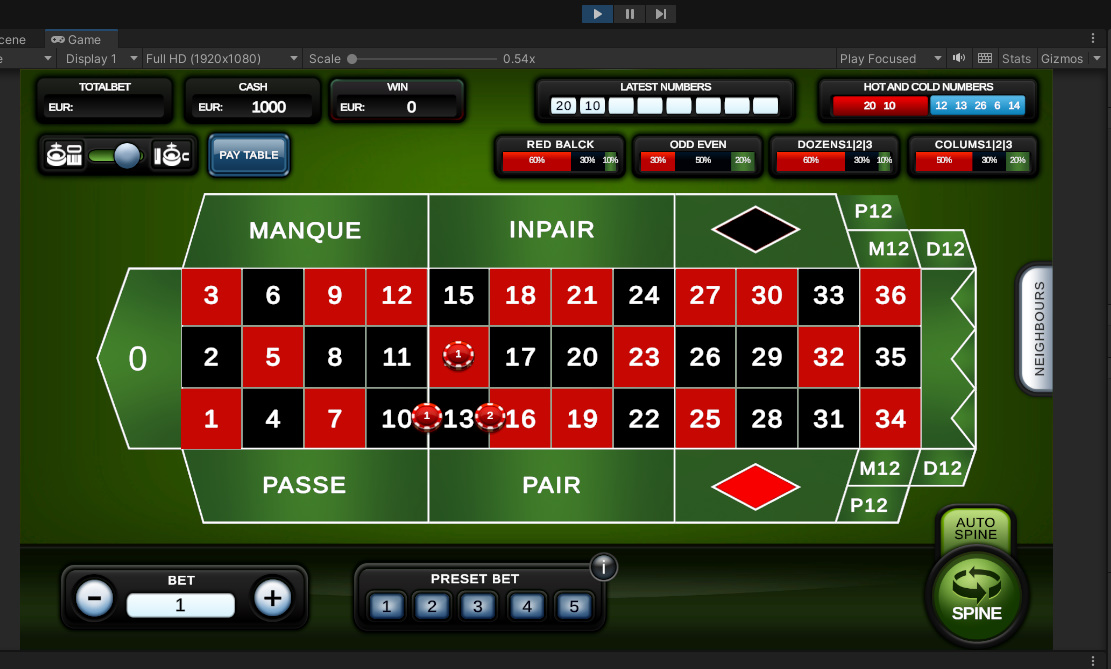 cene Game
e Display 1 Full HD (1920x1080) Scale 0.54x Play Focused Stats Gizmos
TOTALBET CASH WIN LATEST NUMBERS HOT AND COLD NUMBERS
EUR: EUR: 1000 EUR: 0 20 10 20 10 12 13 26 6 14
PAY TABLE RED BALCK ODD EVEN DOZENS1|2|3 COLUMS1|2|3
60% 30% 10% 30% 50% 20% 60% 30% 10% 50% 30% 20%
MANQUE INPAIR P12
M12 D12
3 6 9 12 15 18 21 24 27 30 33 36
0 2 5 8 11 1 17 20 23 26 29 32 35
1 4 7 10 1 13 2 16 19 22 25 28 31 34
NEIGHBOURS
PASSE PAIR M12 D12
P12
AUTO
SPINE
BET PRESET BET i
- 1 + 1 2 3 4 5
SPINE